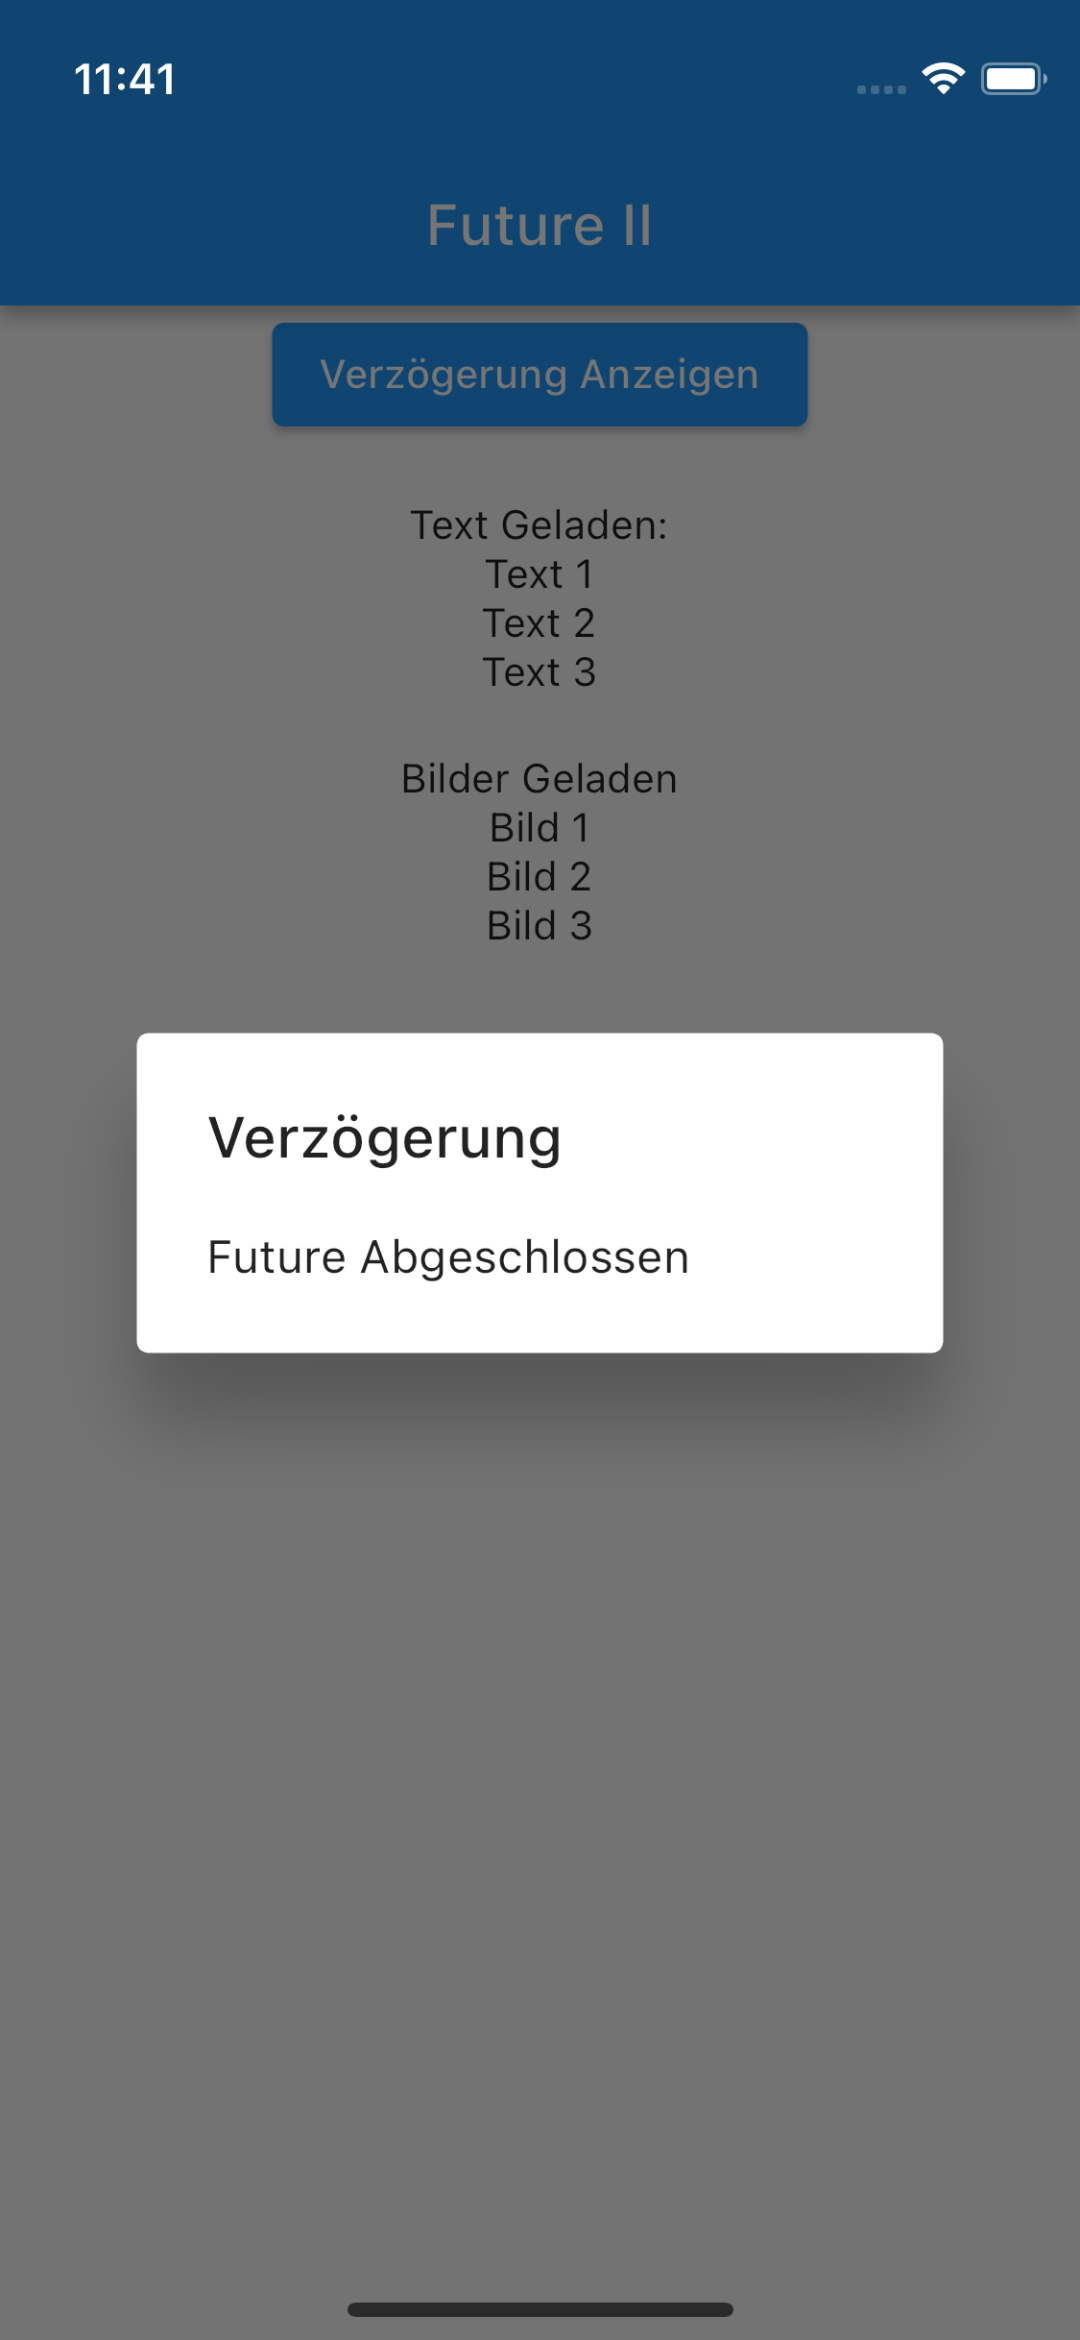 11:41
Future II
Verzögerung Anzeigen
Text Geladen:
Text 1
Text 2
Text 3
Bilder Geladen
Bild 1
Bild 2
Bild 3
Verzögerung
Future Abgeschlossen